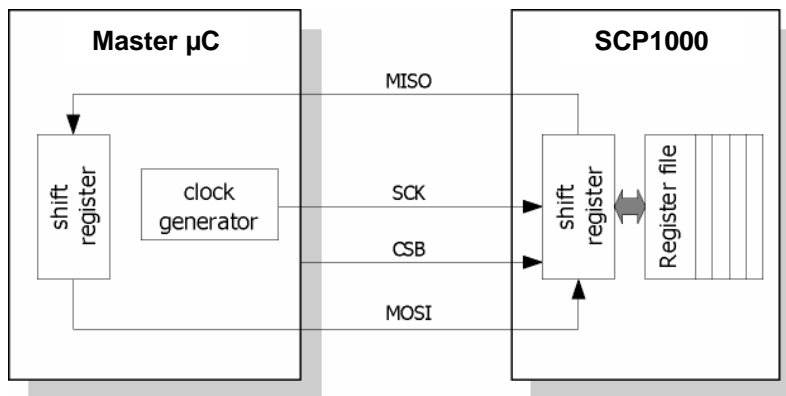 Master µC
SCP1000
MISO
shift
register
clock
generator
SCK
CSB
MOSI
shift
register
Register file